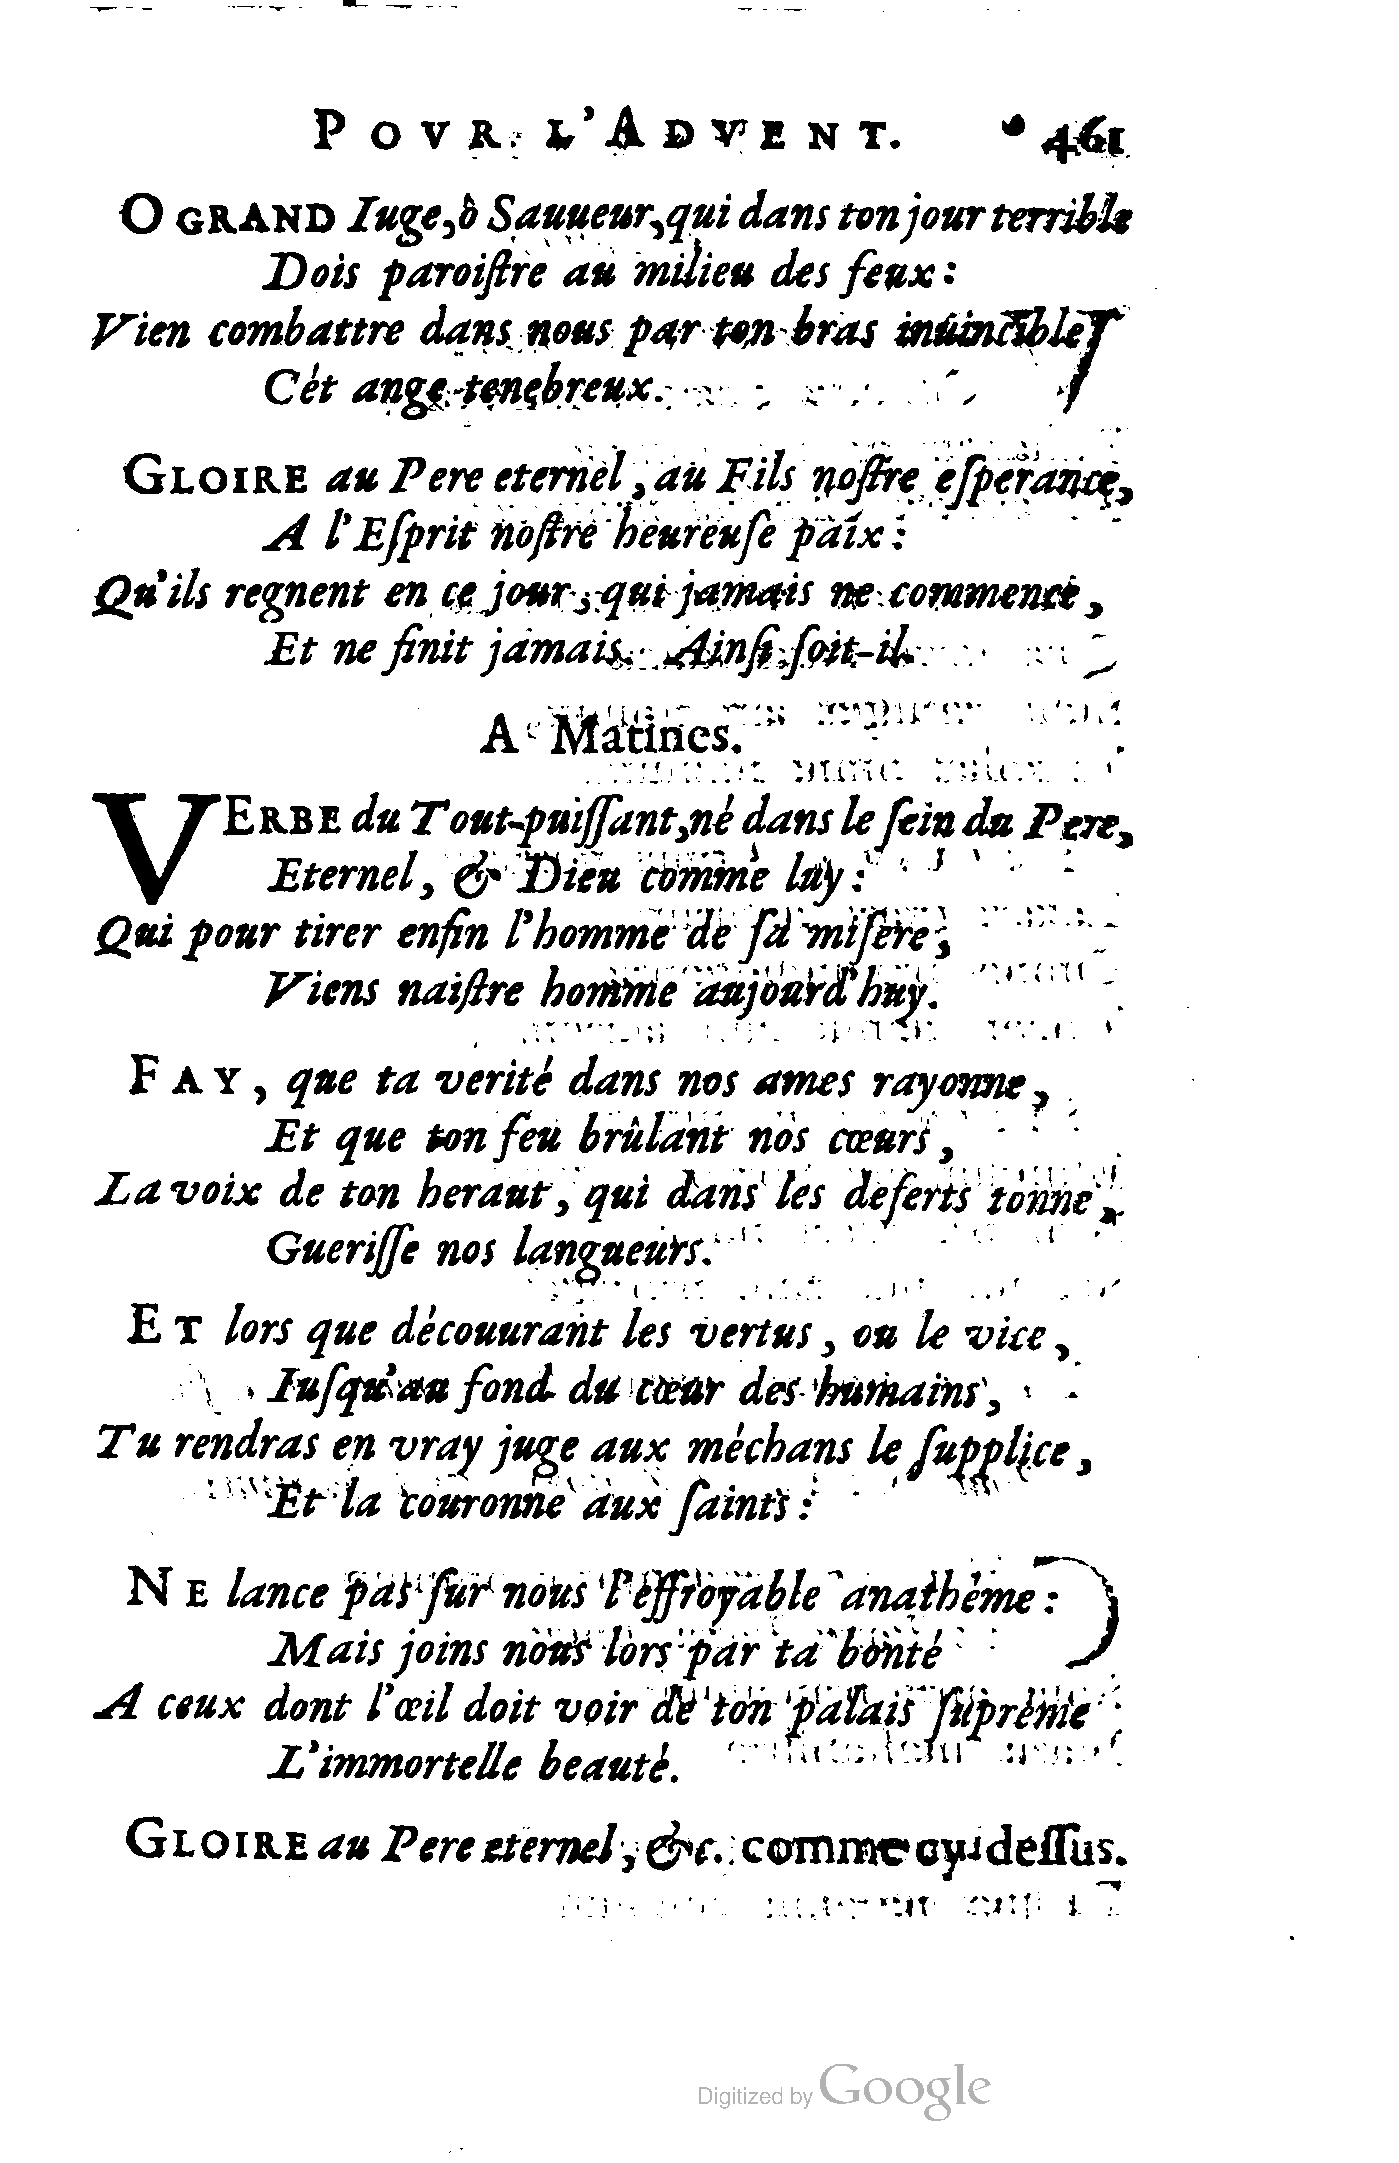 POVR L'ADVENT. 461
O GRAND Iuge, ô Sauueur, qui dans ton jour terrible
Dois paroiſtre au milieu des feux :
Vien combattre dans nous par ton bras inuincible
Cét ange tenebreux.
GLOIRE au Pere eternel, au Fils noſtre eſperance,
A l'Eſprit noſtre heureuſe paix :
Qu'ils regnent en ce jour, qui jamais ne commence,
Et ne finit jamais. Ainſi ſoit-il.
A Matines.
VERBE du Tout-puiſſant, né dans le ſein du Pere,
Eternel, & Dieu comme luy :
Qui pour tirer enfin l'homme de ſa miſere,
Viens naiſtre homme aujourd'huy.
FAY, que ta verité dans nos ames rayonne,
Et que ton feu brûlant nos cœurs,
La voix de ton heraut, qui dans les deſerts tonne,
Gueriſſe nos langueurs.
ET lors que découurant les vertus, ou le vice,
Iuſqu'au fond du cœur des humains,
Tu rendras en vray juge aux méchans le ſupplice,
Et la couronne aux ſaints :
NE lance pas ſur nous l'effroyable anathême :
Mais joins nous lors par ta bonté
A ceux dont l'œil doit voir de ton palais ſuprême
L'immortelle beauté.
GLOIRE au Pere eternel, &c. comme cy deſſus.
Digitized by Google